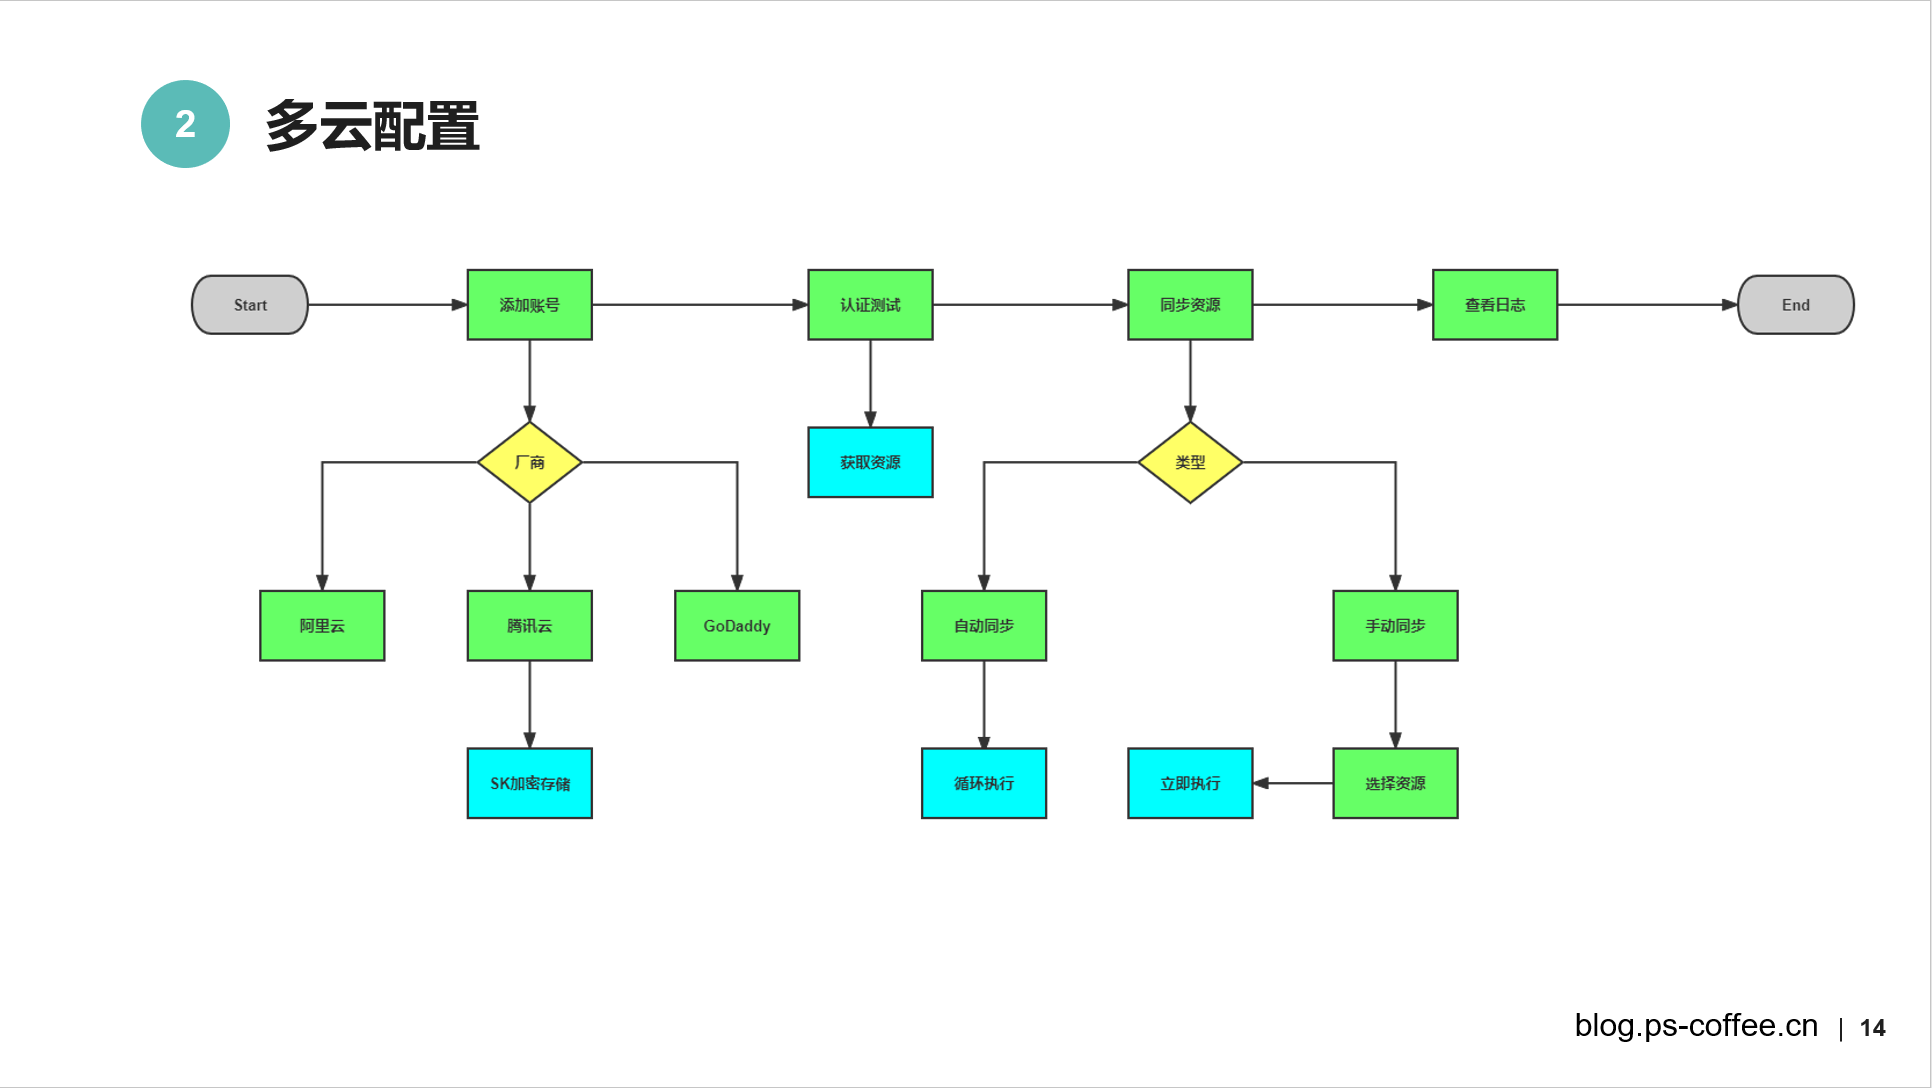 2
多云配置
Start
添加账号
认证测试
同步资源
查看日志
End
厂商
获取资源
类型
阿里云
腾讯云
GoDaddy
自动同步
手动同步
SK加密存储
循环执行
立即执行
选择资源
blog.ps-coffee.cn | 14